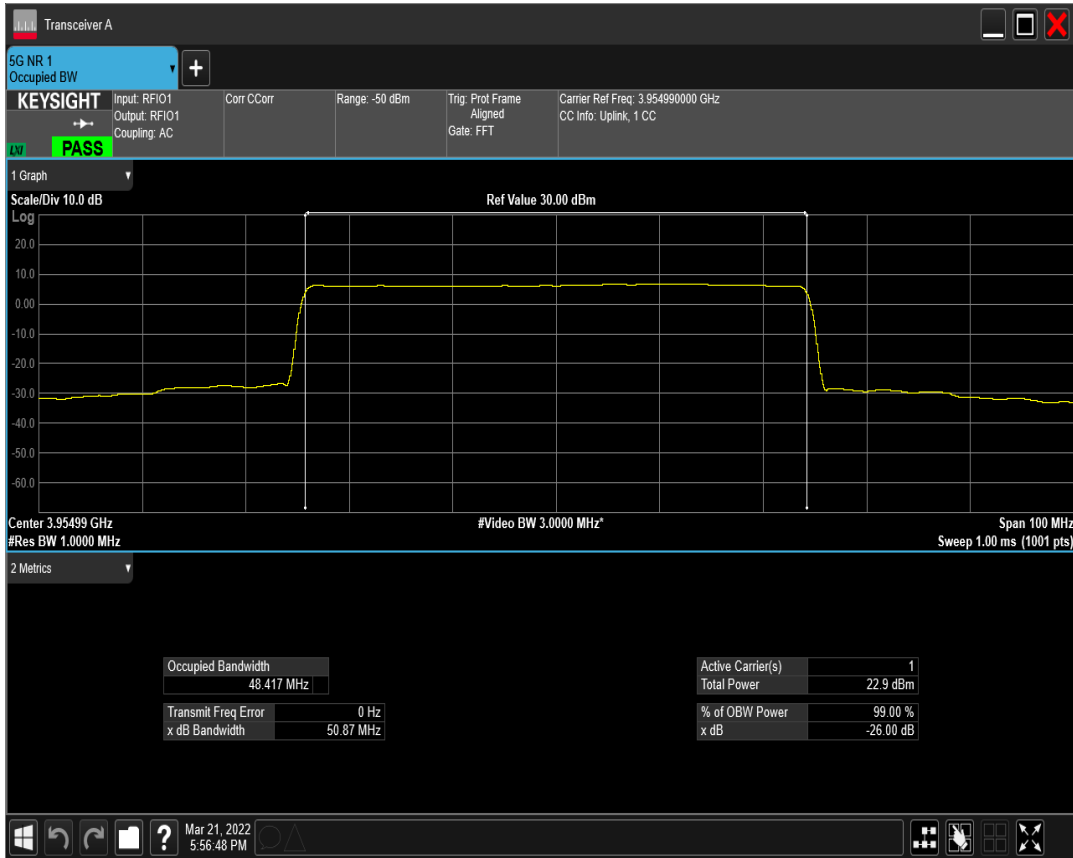 Transceiver A
5G NR 1
Occupied BW
+
KEYSIGHT
LXI
PASS
Input: RFIO1
Output: RFIO1
Coupling: AC
Corr CCorr
Range: -50 dBm
Trig: Prot Frame
Aligned
Gate: FFT
Carrier Ref Freq: 3.954990000 GHz
CC Info: Uplink, 1 CC
1 Graph
Scale/Div 10.0 dB
Ref Value 30.00 dBm
Log
20.0
10.0
0.00
-10.0
-20.0
-30.0
-40.0
-50.0
-60.0
Center 3.95499 GHz
#Video BW 3.0000 MHz*
Span 100 MHz
#Res BW 1.0000 MHz
Sweep 1.00 ms (1001 pts)
2 Metrics
Occupied Bandwidth
48.417 MHz
Transmit Freq Error 0 Hz
x dB Bandwidth 50.87 MHz
Active Carrier(s) 1
Total Power 22.9 dBm
% of OBW Power 99.00 %
x dB -26.00 dB
?
Mar 21, 2022
5:56:48 PM